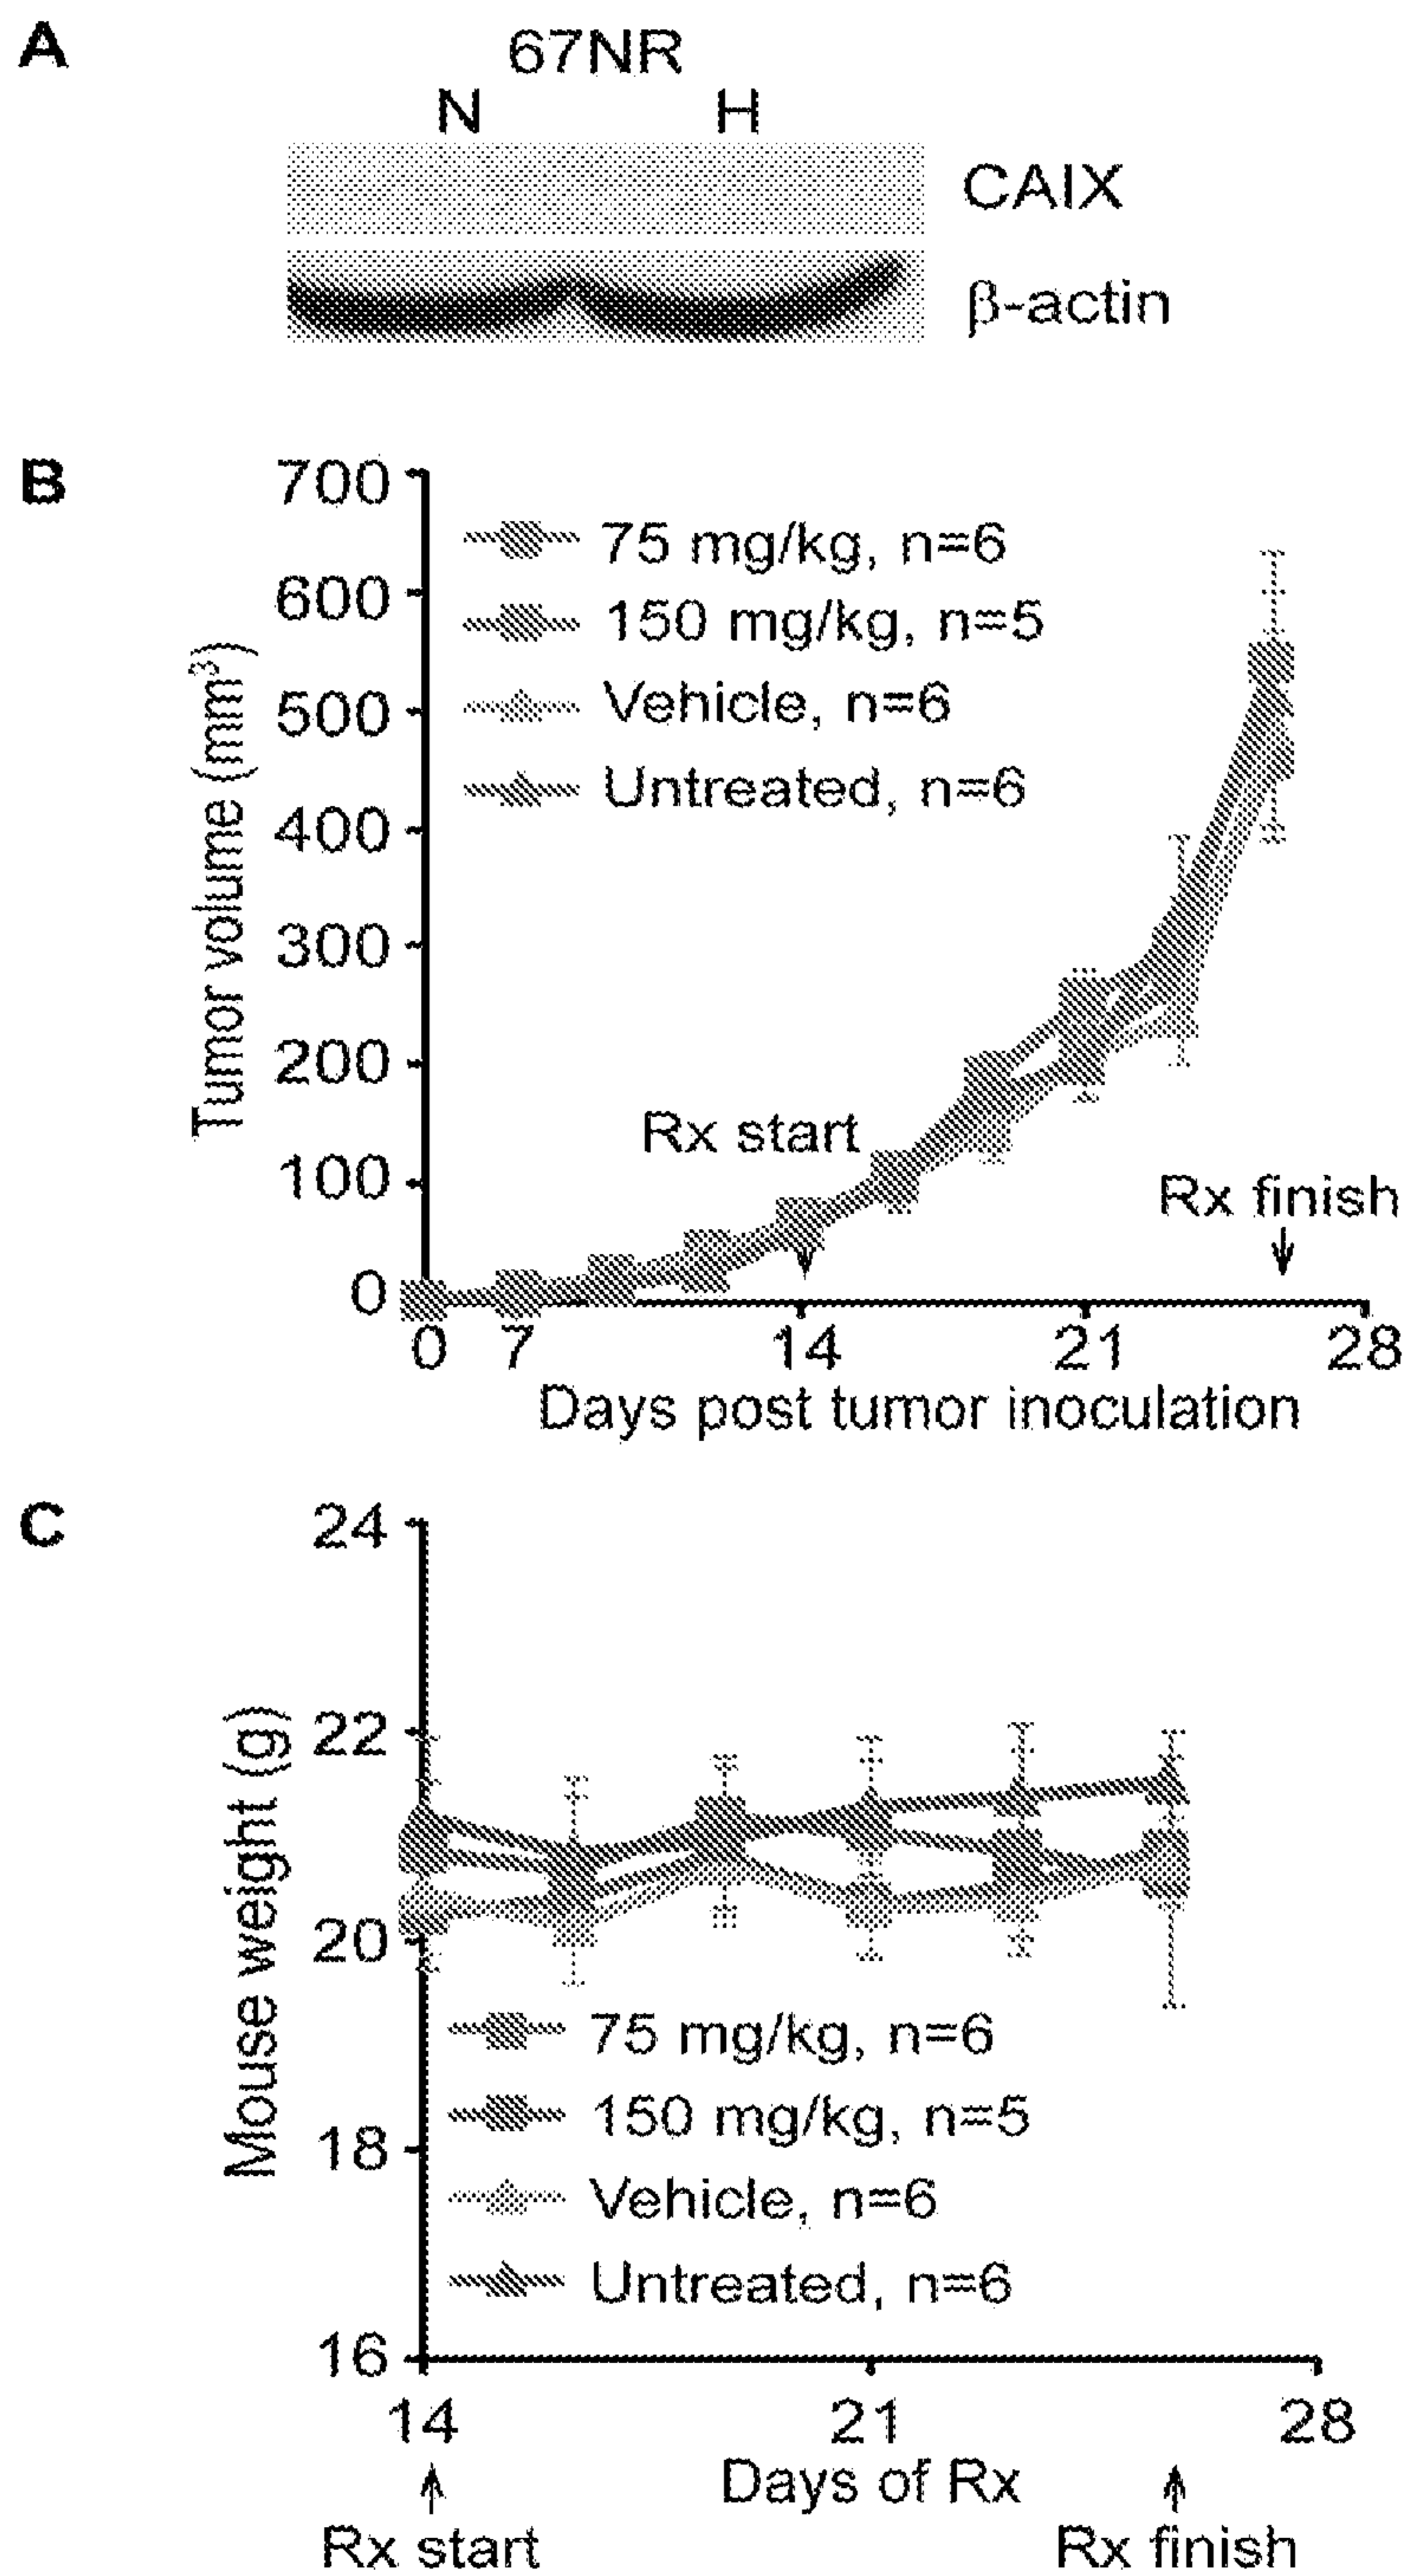 A
67NR
N H
CAIX
β-actin
B
700
600
500
400
300
200
100
0
Tumor volume (mm³)
75 mg/kg, n=6
150 mg/kg, n=5
Vehicle, n=6
Untreated, n=6
Rx start
Rx finish
0 7 14 21 28
Days post tumor inoculation
C
24
22
20
18
16
Mouse weight (g)
75 mg/kg, n=6
150 mg/kg, n=5
Vehicle, n=6
Untreated, n=6
14 21 28
Days of Rx
Rx start
Rx finish